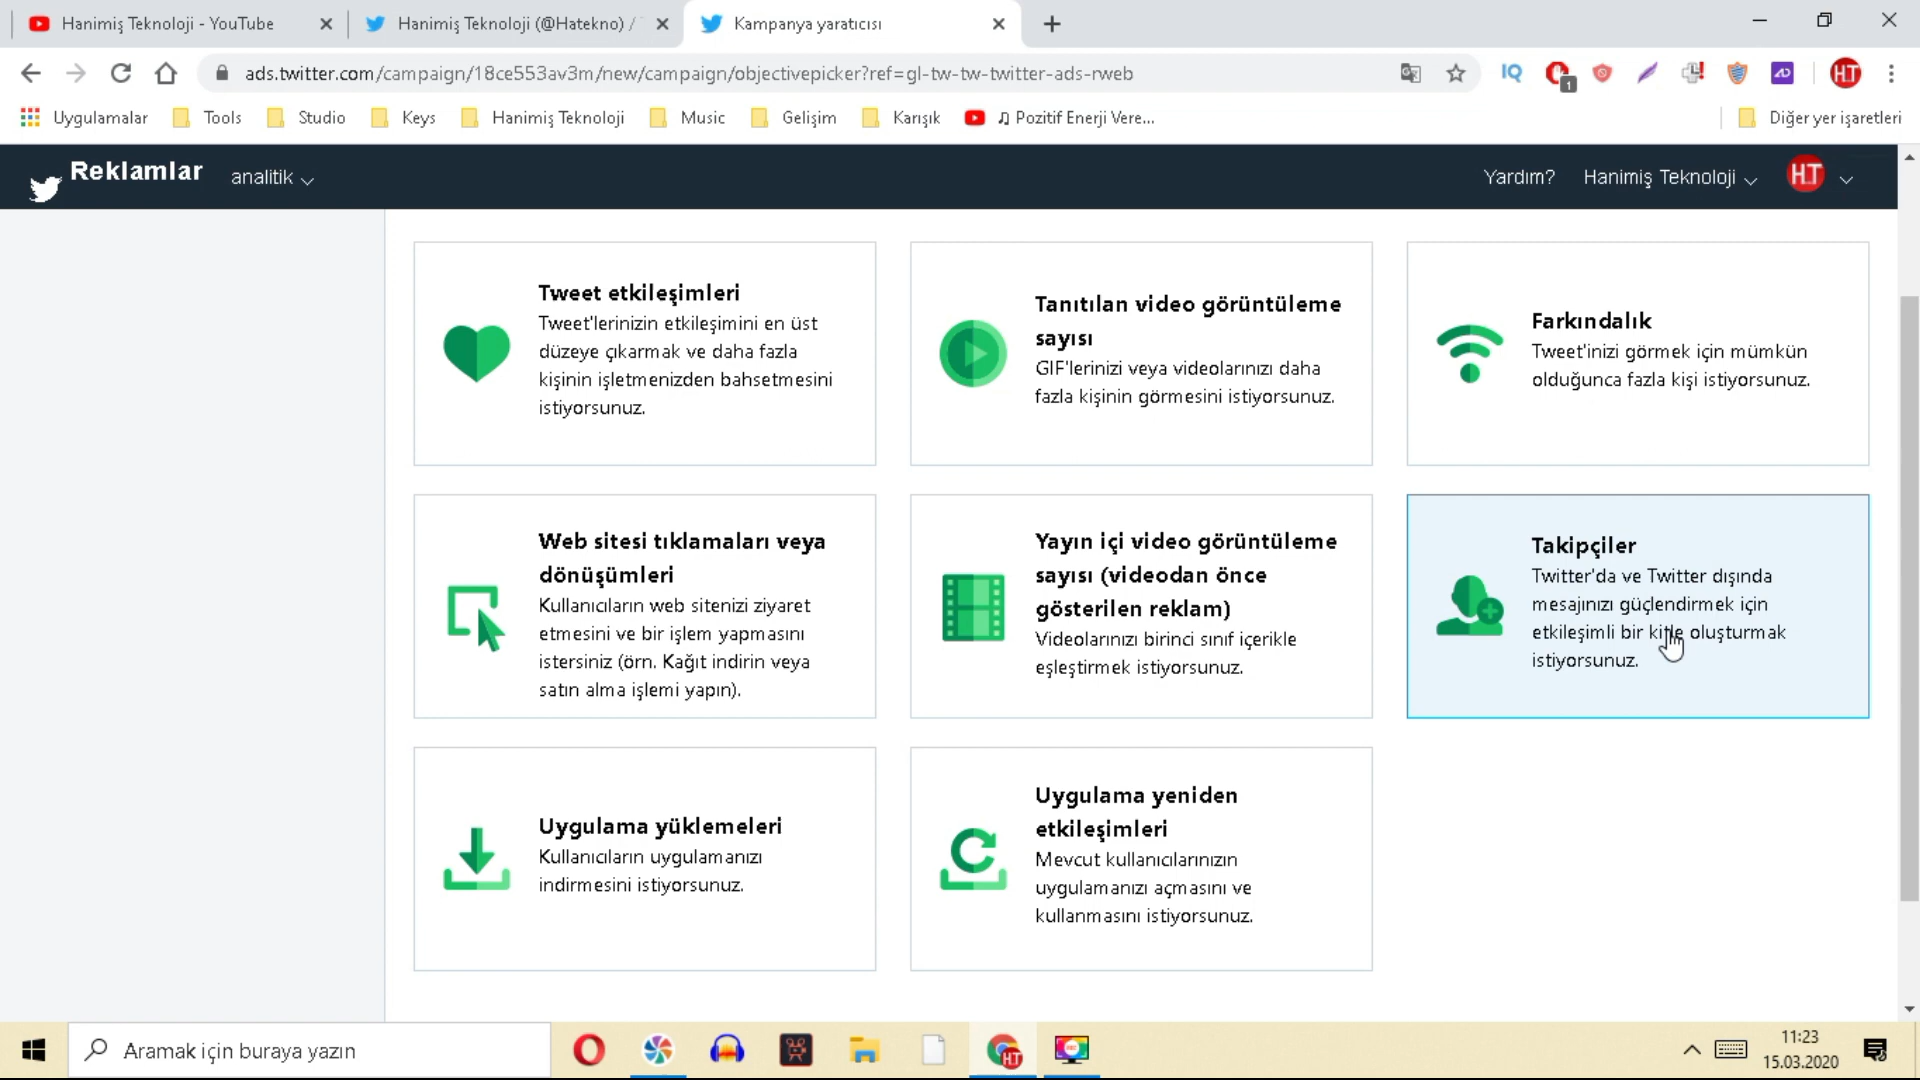 Hanimiş Teknoloji - YouTube
Hanimiş Teknoloji (@Hatekno) /
Kampanya yaratıcısı
ads.twitter.com/campaign/18ce553av3m/new/campaign/objectivepicker?ref=gl-tw-tw-twitter-ads-rweb
IQ
1
HT
Uygulamalar
Tools
Studio
Keys
Hanimiş Teknoloji
Music
Gelişim
Karışık
♫ Pozitif Enerji Vere...
Diğer yer işaretleri
Reklamlar
analitik
Yardım?
Hanimiş Teknoloji
HT
Tweet etkileşimleri
Tweet'lerinizin etkileşimini en üst
düzeye çıkarmak ve daha fazla
kişinin işletmenizden bahsetmesini
istiyorsunuz.
Tanıtılan video görüntüleme
sayısı
GIF'lerinizi veya videolarınızı daha
fazla kişinin görmesini istiyorsunuz.
Farkındalık
Tweet'inizi görmek için mümkün
olduğunca fazla kişi istiyorsunuz.
Web sitesi tıklamaları veya
dönüşümleri
Kullanıcıların web sitenizi ziyaret
etmesini ve bir işlem yapmasını
istersiniz (örn. Kağıt indirin veya
satın alma işlemi yapın).
Yayın içi video görüntüleme
sayısı (videodan önce
gösterilen reklam)
Videolarınızı birinci sınıf içerikle
eşleştirmek istiyorsunuz.
Takipçiler
Twitter'da ve Twitter dışında
mesajınızı güçlendirmek için
etkileşimli bir kitle oluşturmak
istiyorsunuz.
Uygulama yüklemeleri
Kullanıcıların uygulamanızı
indirmesini istiyorsunuz.
Uygulama yeniden
etkileşimleri
Mevcut kullanıcılarınızın
uygulamanızı açmasını ve
kullanmasını istiyorsunuz.
Aramak için buraya yazın
HT
11:23
15.03.2020